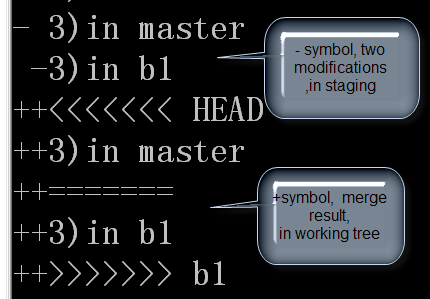 - 3)in master
 -3)in b1
++<<<<<<< HEAD
++3)in master
++=======
++3)in b1
++>>>>>>> b1
- symbol, two
modifications
,in staging
+symbol, merge
result,
in working tree